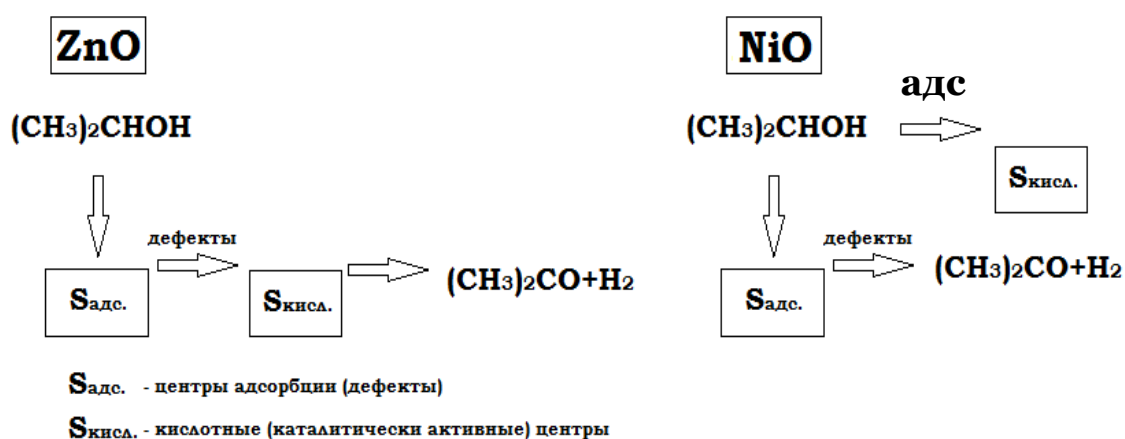 ZnO
(CH3)2CHOH
дефекты
Sадс.
Sкисл.
(CH3)2CO+H2
NiO
адс
(CH3)2CHOH
Sкисл.
дефекты
Sадс.
(CH3)2CO+H2
Sадс. - центры адсорбции (дефекты)
Sкисл. - кислотные (каталитически активные) центры